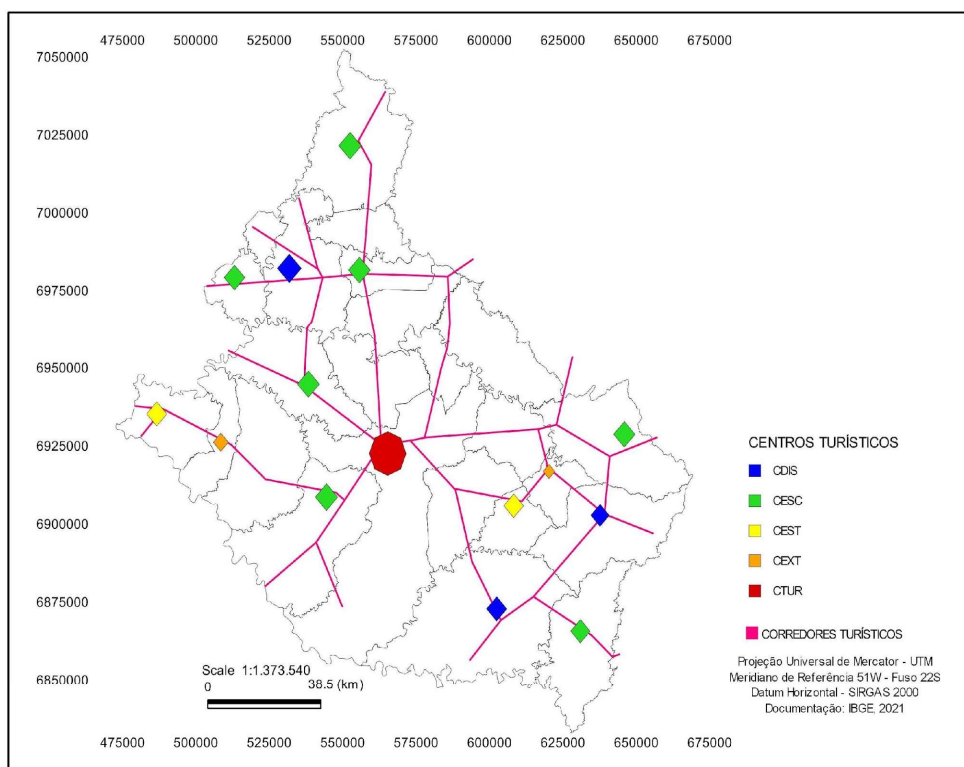 475000 500000 525000 550000 575000 600000 625000 650000 675000
7050000
7025000
7000000
6975000
6950000
6925000
6900000
6875000
6850000
CENTROS TURÍSTICOS
CDIS
CESC
CEST
CEXT
CTUR
CORREDORES TURÍSTICOS
Projeção Universal de Mercator - UTM
Meridiano de Referência 51W - Fuso 22S
Datum Horizontal - SIRGAS 2000
Documentação: IBGE, 2021
Scale 1:1.373.540
0 38.5 (km)
475000 500000 525000 550000 575000 600000 625000 650000 675000